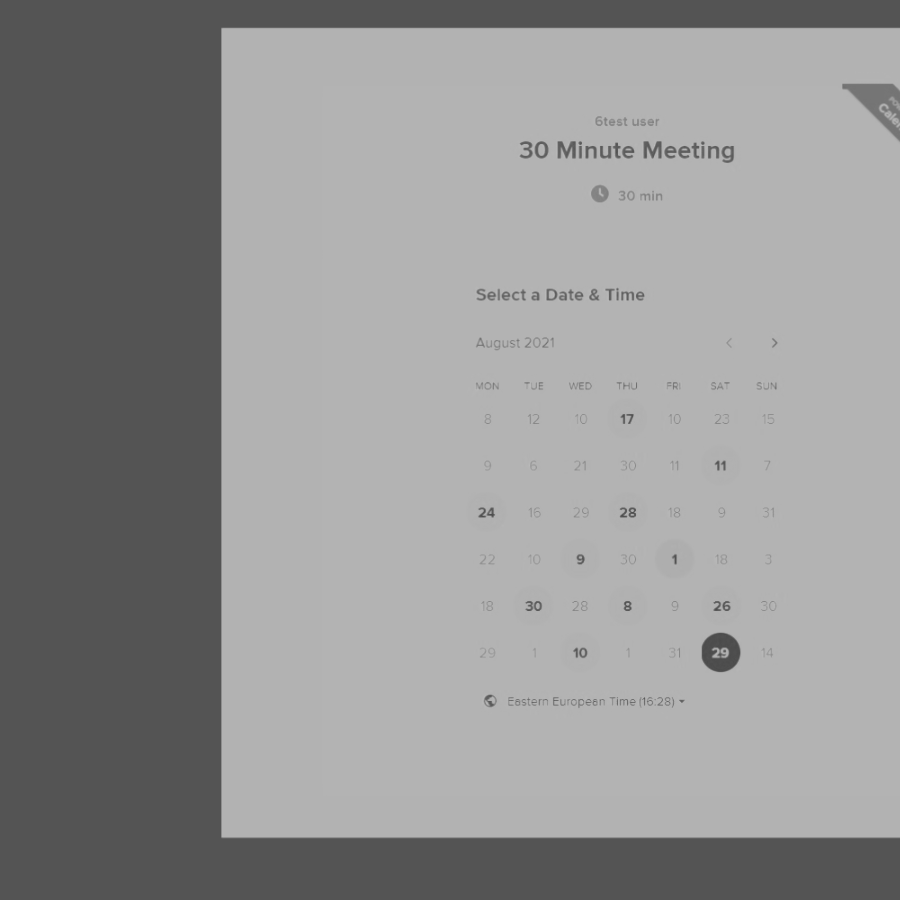 6test user
30 Minute Meeting
30 min
Select a Date & Time
August 2021
MON TUE WED THU FRI SAT SUN
8 12 10 17 10 23 15
9 6 21 30 11 11 7
24 16 29 28 18 9 31
22 10 9 30 1 18 3
18 30 28 8 9 26 30
29 1 10 1 31 29 14
Eastern European Time (16:28)